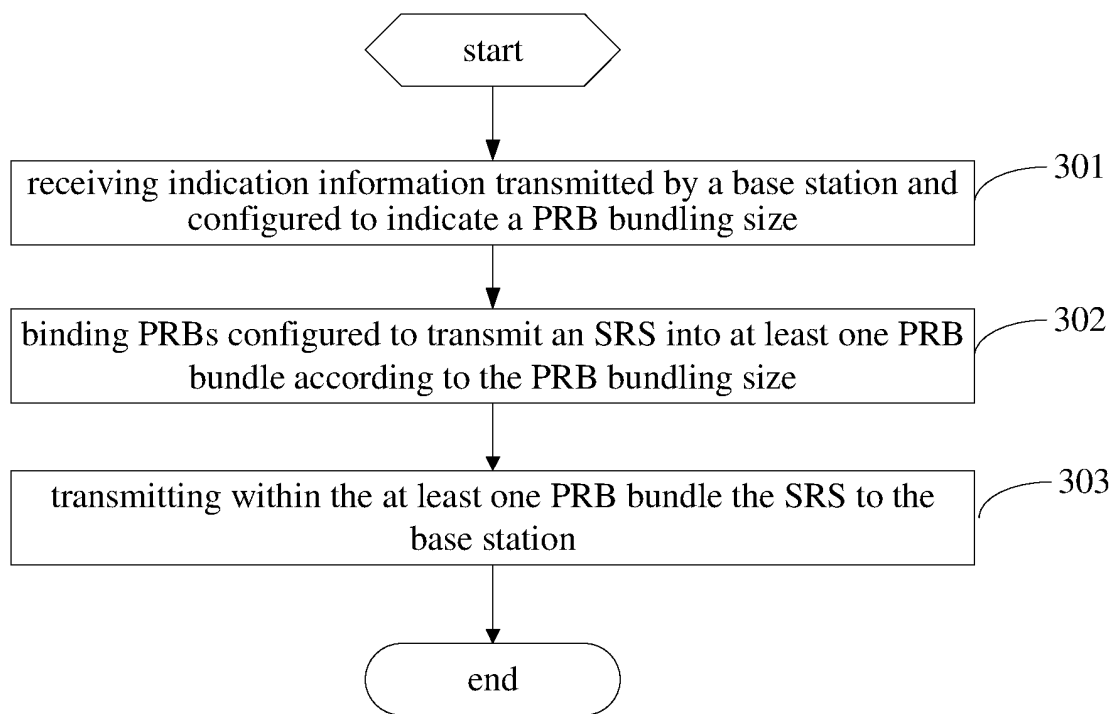 start
receiving indication information transmitted by a base station and
configured to indicate a PRB bundling size
301
binding PRBs configured to transmit an SRS into at least one PRB
bundle according to the PRB bundling size
302
transmitting within the at least one PRB bundle the SRS to the
base station
303
end